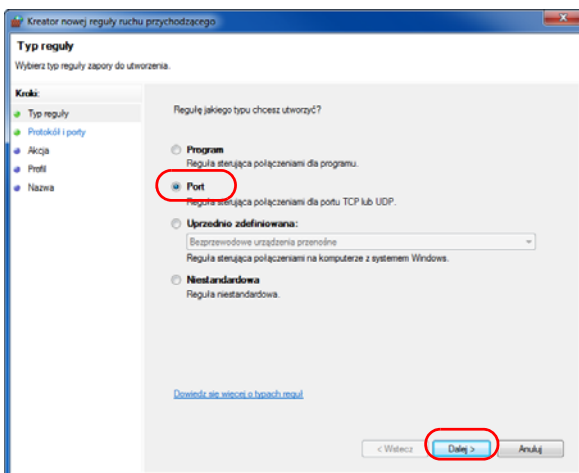 Kreator nowej reguły ruchu przychodzącego
Typ reguły
Wybierz typ reguły zapory do utworzenia.
Kroki:
Typ reguły
Protokół i porty
Akcja
Profil
Nazwa
Regułę jakiego typu chcesz utworzyć?
Program
Reguła sterująca połączeniami dla programu.
Port
Reguła sterująca połączeniami dla portu TCP lub UDP.
Uprzednio zdefiniowana:
Bezprzewodowe urządzenia przenośne
Reguła sterująca połączeniami na komputerze z systemem Windows.
Niestandardowa
Reguła niestandardowa.
Dowiedz się więcej o typach reguł
< Wstecz
Dalej >
Anuluj